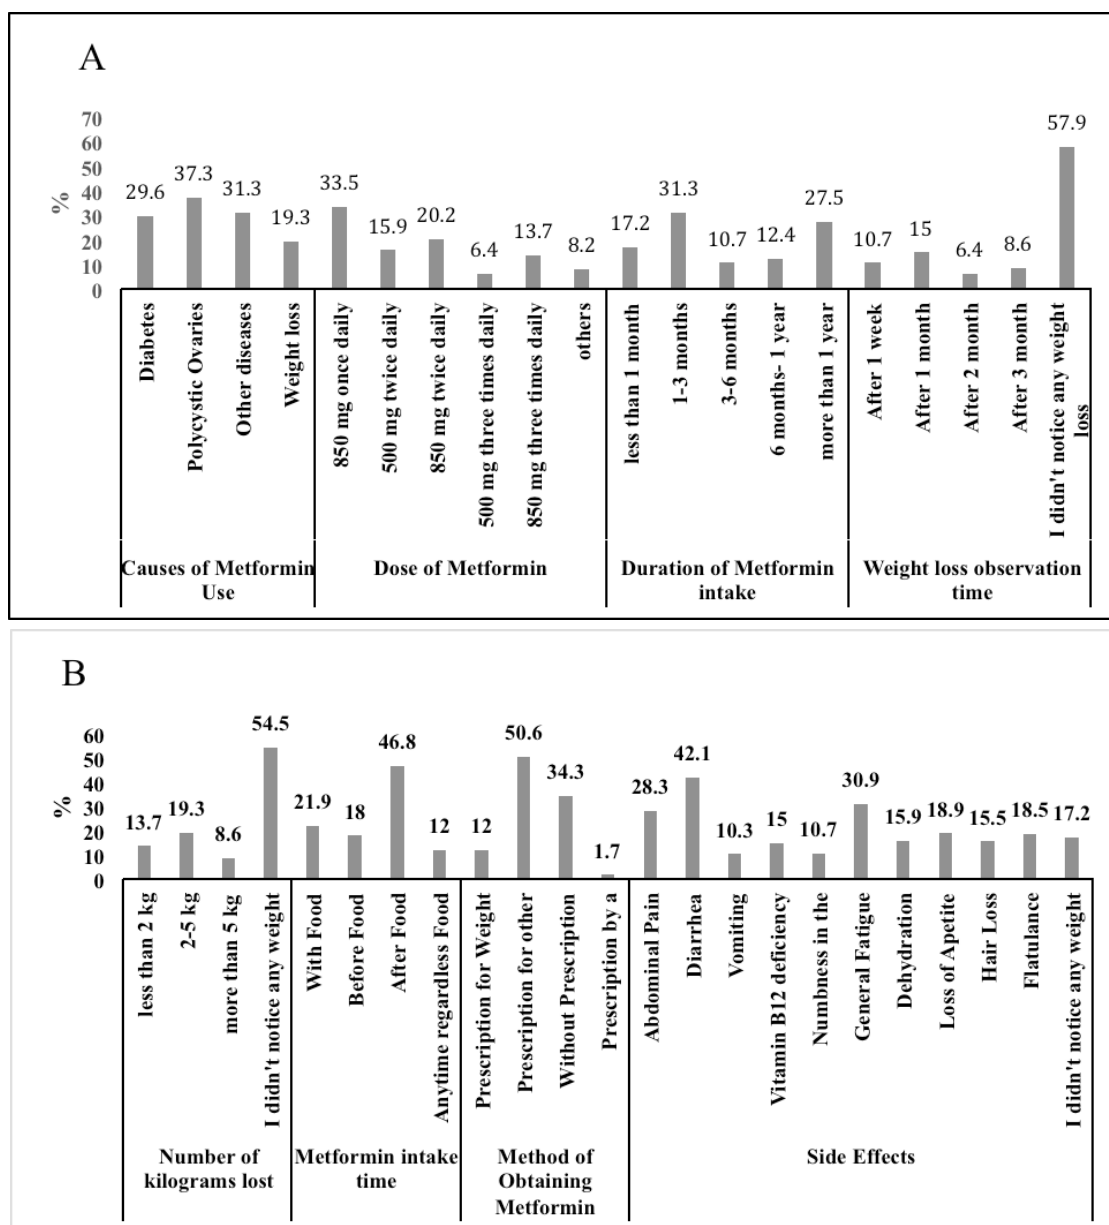 A
70
60
50
40
30
20
10
0
%
29.6
37.3
31.3
19.3
33.5
15.9
20.2
6.4
13.7
8.2
17.2
31.3
10.7
12.4
27.5
10.7
15
6.4
8.6
57.9
Diabetes
Polycystic Ovaries
Other diseases
Weight loss
850 mg once daily
500 mg twice daily
850 mg twice daily
500 mg three times daily
850 mg three times daily
others
less than 1 month
1-3 months
3-6 months
6 months- 1 year
more than 1 year
After 1 week
After 1 month
After 2 month
After 3 month
I didn't notice any weight
loss
Causes of Metformin
Use
Dose of Metformin
Duration of Metformin
intake
Weight loss observation
time
B
60
50
40
30
20
10
0
%
13.7
19.3
8.6
54.5
21.9
18
46.8
12
12
50.6
34.3
1.7
28.3
42.1
10.3
15
10.7
30.9
15.9
18.9
15.5
18.5
17.2
less than 2 kg
2-5 kg
more than 5 kg
I didn't notice any weight
With Food
Before Food
After Food
Anytime regardless Food
Prescription for Weight
Prescription for other
Without Prescription
Prescription by a
Abdominal Pain
Diarrhea
Vomiting
Vitamin B12 deficiency
Numbness in the
General Fatigue
Dehydration
Loss of Apetite
Hair Loss
Flatulance
I didn't notice any weight
Number of
kilograms lost
Metformin intake
time
Method of
Obtaining
Metformin
Side Effects